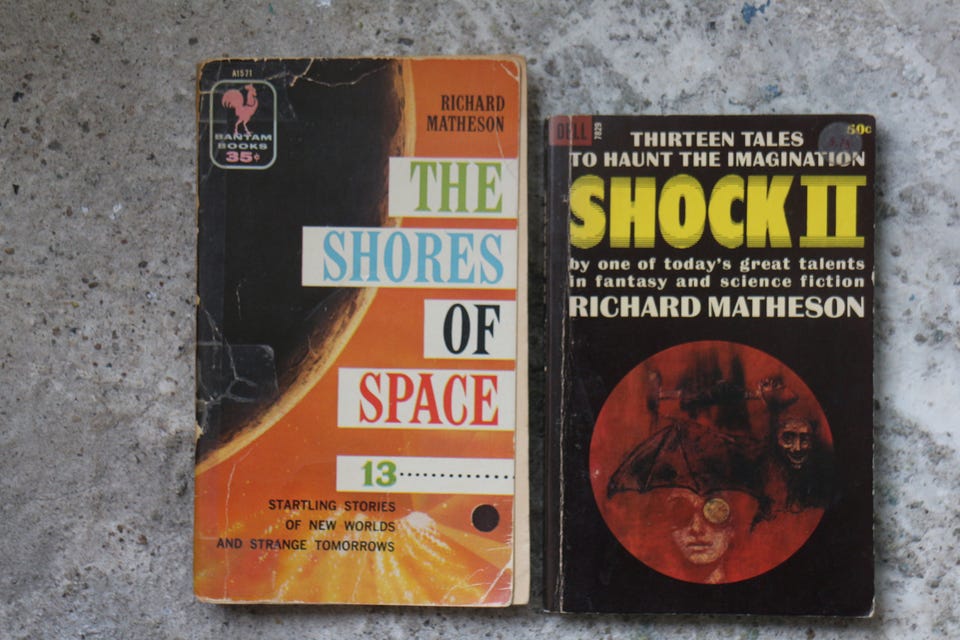 A1571
BANTAM
BOOKS
35¢
RICHARD
MATHESON
THE
SHORES
OF
SPACE
13..............
STARTLING STORIES
OF NEW WORLDS
AND STRANGE TOMORROWS
DELL
7829
50c
THIRTEEN TALES
TO HAUNT THE IMAGINATION
SHOCK II
by one of today's great talents
in fantasy and science fiction
RICHARD MATHESON